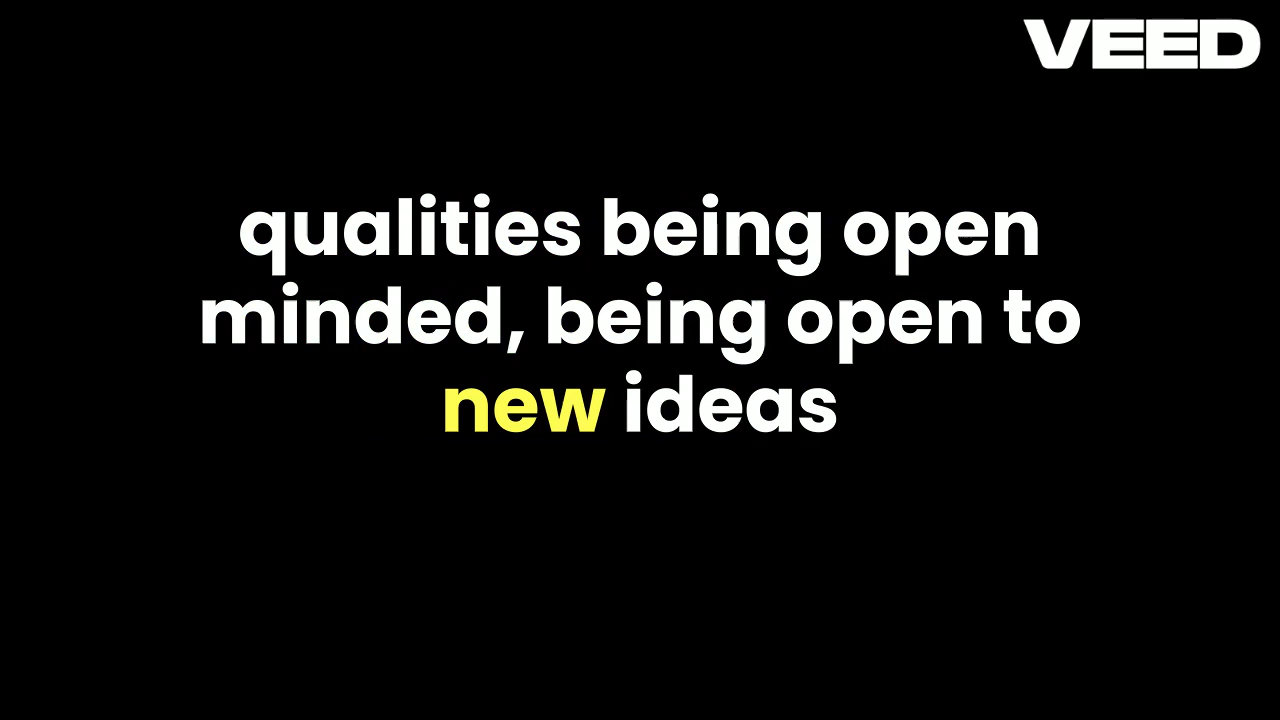 VEED
qualities being open
minded, being open to
new ideas